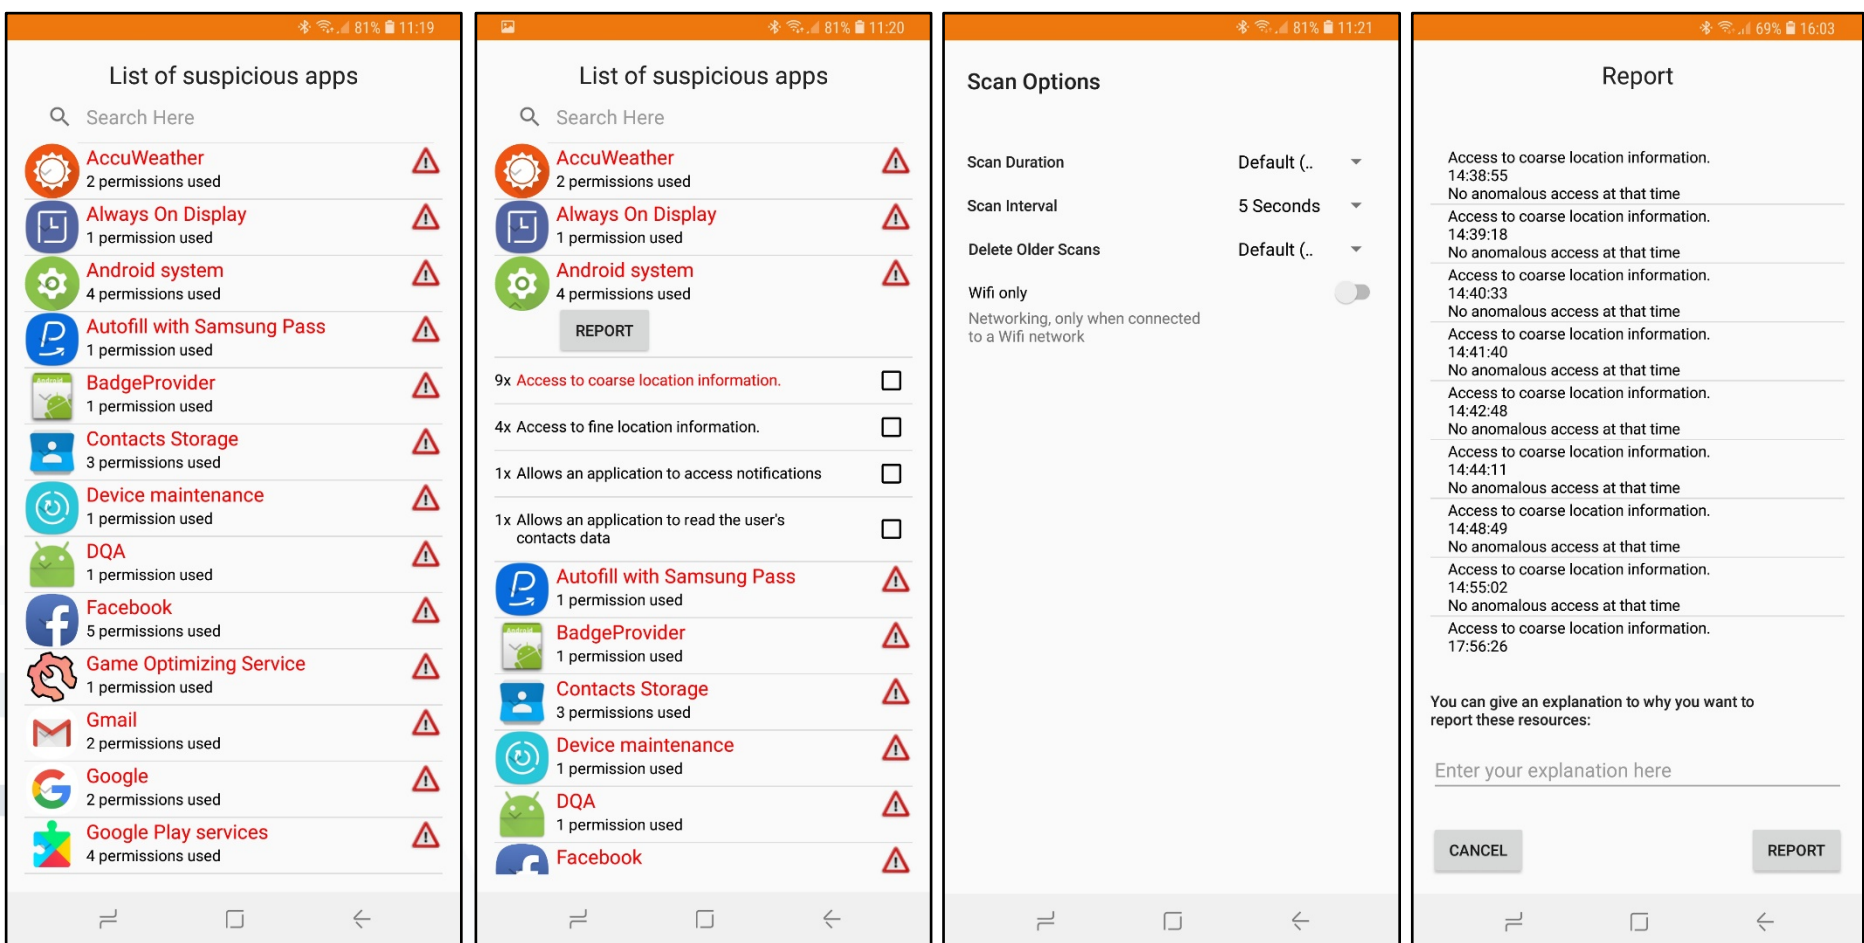 81% 11:19
List of suspicious apps
Search Here
AccuWeather
2 permissions used
Always On Display
1 permission used
Android system
4 permissions used
Autofill with Samsung Pass
1 permission used
BadgeProvider
1 permission used
Contacts Storage
3 permissions used
Device maintenance
1 permission used
DQA
1 permission used
Facebook
5 permissions used
Game Optimizing Service
1 permission used
Gmail
2 permissions used
Google
2 permissions used
Google Play services
4 permissions used
81% 11:20
List of suspicious apps
Search Here
AccuWeather
2 permissions used
Always On Display
1 permission used
Android system
4 permissions used
REPORT
9x Access to coarse location information.
4x Access to fine location information.
1x Allows an application to access notifications
1x Allows an application to read the user's
contacts data
Autofill with Samsung Pass
1 permission used
BadgeProvider
1 permission used
Contacts Storage
3 permissions used
Device maintenance
1 permission used
DQA
1 permission used
Facebook
81% 11:21
Scan Options
Scan Duration Default (..
Scan Interval 5 Seconds
Delete Older Scans Default (..
Wifi only
Networking, only when connected
to a Wifi network
69% 16:03
Report
Access to coarse location information.
14:38:55
No anomalous access at that time
Access to coarse location information.
14:39:18
No anomalous access at that time
Access to coarse location information.
14:40:33
No anomalous access at that time
Access to coarse location information.
14:41:40
No anomalous access at that time
Access to coarse location information.
14:42:48
No anomalous access at that time
Access to coarse location information.
14:44:11
No anomalous access at that time
Access to coarse location information.
14:48:49
No anomalous access at that time
Access to coarse location information.
14:55:02
No anomalous access at that time
Access to coarse location information.
17:56:26
You can give an explanation to why you want to
report these resources:
Enter your explanation here
CANCEL REPORT